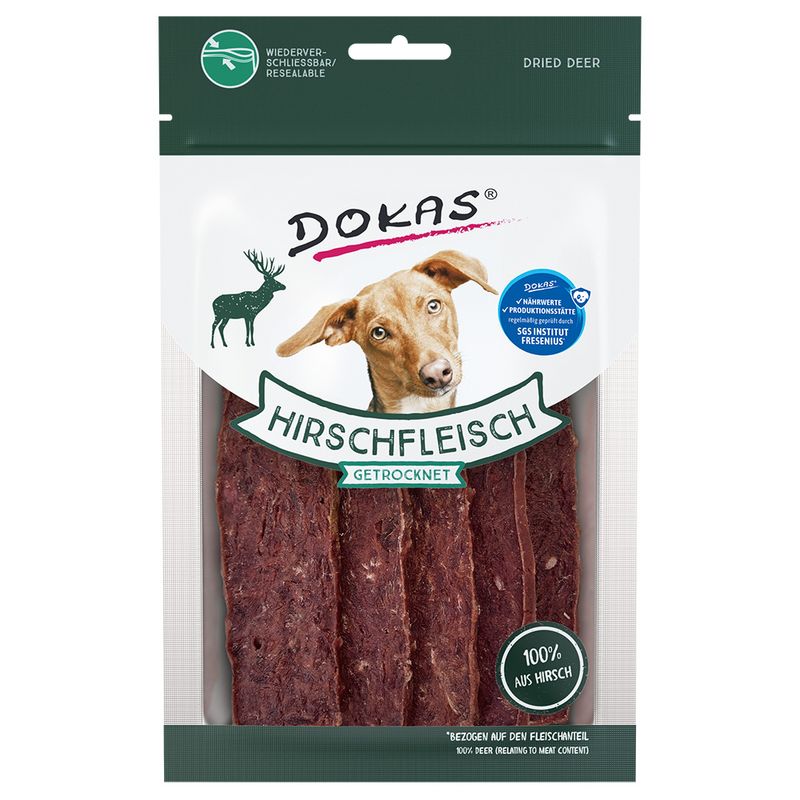 WIEDERVER-
SCHLIESSBAR/
RESEALABLE
DRIED DEER
DOKAS®
DOKAS®
✓ NÄHRWERTE
✓ PRODUKTIONSSTÄTTE
regelmäßig geprüft durch
SGS INSTITUT
FRESENIUS
HIRSCHFLEISCH
GETROCKNET
100%
AUS HIRSCH
*BEZOGEN AUF DEN FLEISCHANTEIL
100% DEER (RELATING TO MEAT CONTENT)